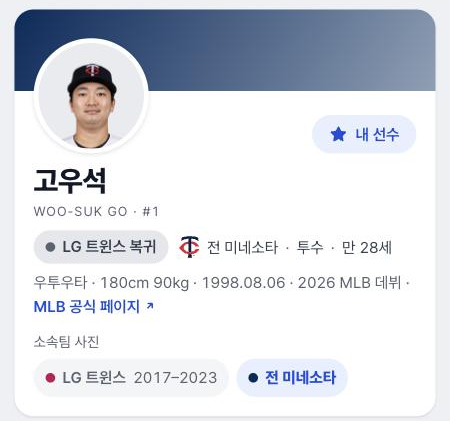 내 선수
고우석
WOO-SUK GO · #1
LG 트윈스 복귀 전 미네소타 · 투수 · 만 28세
우투우타 · 180cm 90kg · 1998.08.06 · 2026 MLB 데뷔 ·
MLB 공식 페이지 ↗
소속팀 사진
LG 트윈스 2017–2023 전 미네소타